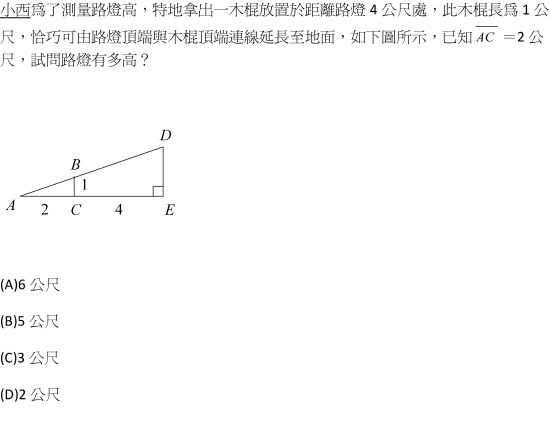 小西為了測量路燈高，特地拿出一木棍放置於距離路燈 4 公尺處，此木棍長為 1 公
尺，恰巧可由路燈頂端與木棍頂端連線延長至地面，如下圖所示，已知 AC ＝2 公
尺，試問路燈有多高？
D
B
1
A 2 C 4 E
(A)6 公尺
(B)5 公尺
(C)3 公尺
(D)2 公尺